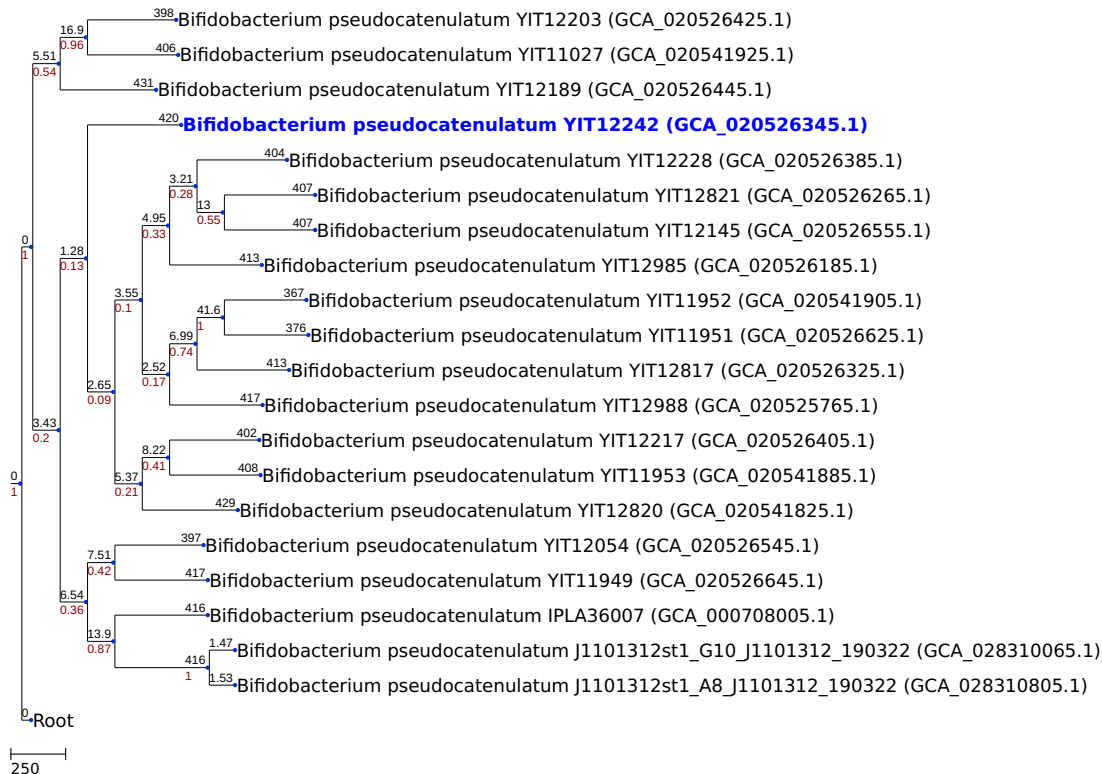 398 Bifidobacterium pseudocatenulatum YIT12203 (GCA_020526425.1)
16.9
0.96
406 Bifidobacterium pseudocatenulatum YIT11027 (GCA_020541925.1)
5.51
0.54
431 Bifidobacterium pseudocatenulatum YIT12189 (GCA_020526445.1)
420 Bifidobacterium pseudocatenulatum YIT12242 (GCA_020526345.1)
404 Bifidobacterium pseudocatenulatum YIT12228 (GCA_020526385.1)
3.21
0.28
407 Bifidobacterium pseudocatenulatum YIT12821 (GCA_020526265.1)
13
0.55
4.95
0.33
407 Bifidobacterium pseudocatenulatum YIT12145 (GCA_020526555.1)
0
1
1.28
0.13
413 Bifidobacterium pseudocatenulatum YIT12985 (GCA_020526185.1)
3.55
0.1
367 Bifidobacterium pseudocatenulatum YIT11952 (GCA_020541905.1)
41.6
1
376 Bifidobacterium pseudocatenulatum YIT11951 (GCA_020526625.1)
6.99
0.74
413 Bifidobacterium pseudocatenulatum YIT12817 (GCA_020526325.1)
2.52
0.17
2.65
0.09
417 Bifidobacterium pseudocatenulatum YIT12988 (GCA_020525765.1)
3.43
0.2
402 Bifidobacterium pseudocatenulatum YIT12217 (GCA_020526405.1)
8.22
0.41
408 Bifidobacterium pseudocatenulatum YIT11953 (GCA_020541885.1)
0
1
5.37
0.21
429 Bifidobacterium pseudocatenulatum YIT12820 (GCA_020541825.1)
397 Bifidobacterium pseudocatenulatum YIT12054 (GCA_020526545.1)
7.51
0.42
417 Bifidobacterium pseudocatenulatum YIT11949 (GCA_020526645.1)
6.54
0.36
416 Bifidobacterium pseudocatenulatum IPLA36007 (GCA_000708005.1)
13.9
0.87
1.47 Bifidobacterium pseudocatenulatum J1101312st1_G10_J1101312_190322 (GCA_028310065.1)
416
1
1.53 Bifidobacterium pseudocatenulatum J1101312st1_A8_J1101312_190322 (GCA_028310805.1)
0 Root
250